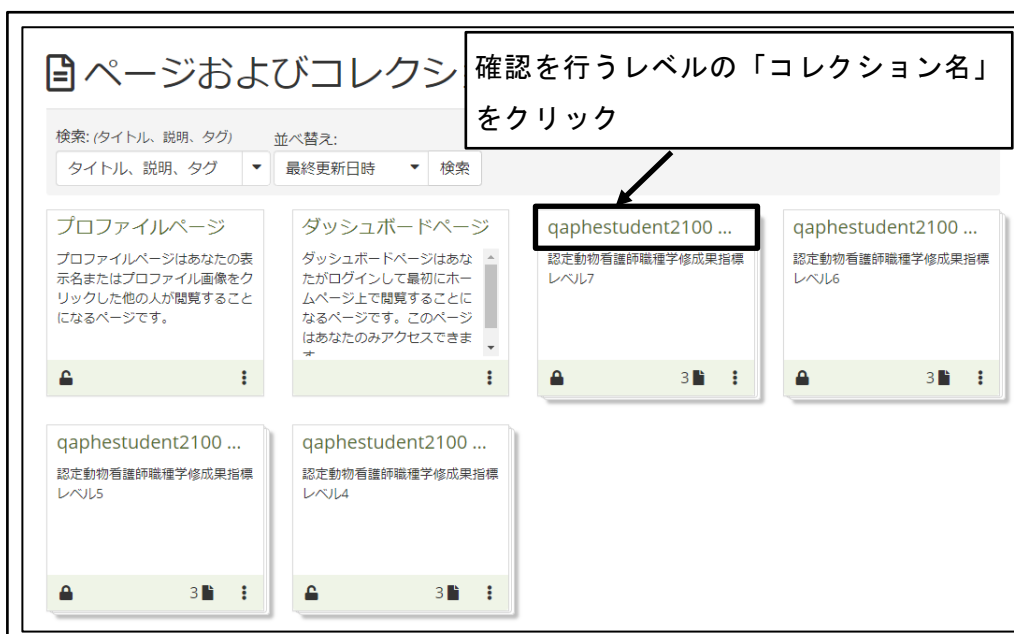 ページおよびコレクシ
確認を行うレベルの「コレクション名」
をクリック
検索: (タイトル、説明、タグ)
並べ替え:
タイトル、説明、タグ
最終更新日時
検索
プロファイルページ
プロファイルページはあなたの表
示名またはプロファイル画像をク
リックした他の人が閲覧すること
になるページです。
ダッシュボードページ
ダッシュボードページはあな
たがログインして最初にホー
ムページ上で閲覧することに
なるページです。このページ
はあなたのみアクセスできま
qaphestudent2100 ...
認定動物看護師職種学修成果指標
レベル7
3
qaphestudent2100 ...
認定動物看護師職種学修成果指標
レベル6
3
qaphestudent2100 ...
認定動物看護師職種学修成果指標
レベル5
3
qaphestudent2100 ...
認定動物看護師職種学修成果指標
レベル4
3